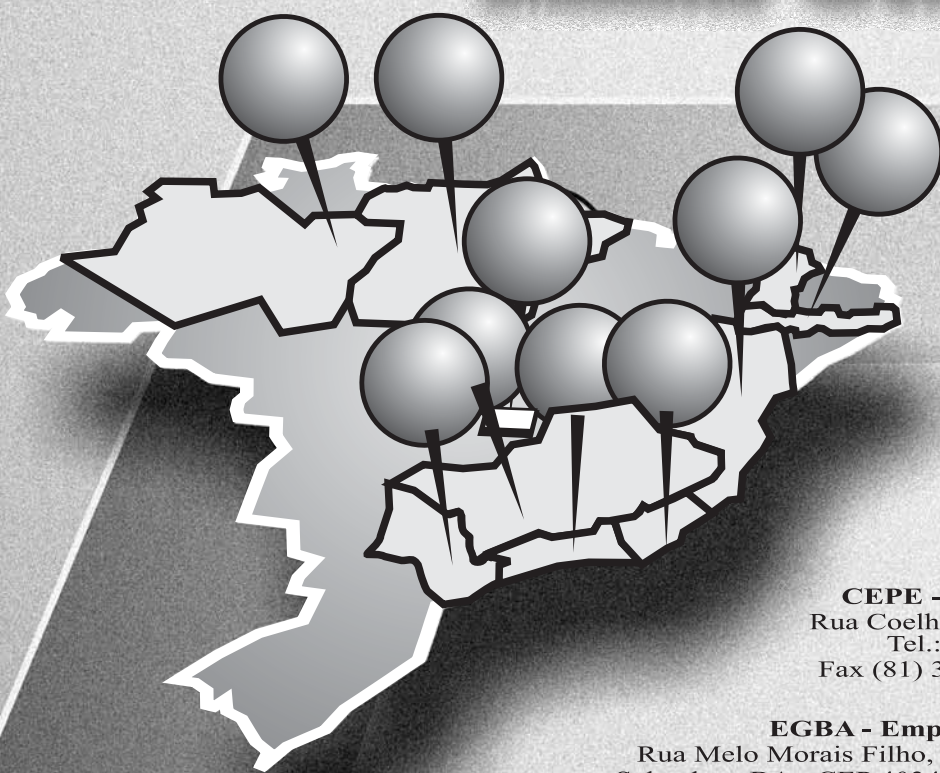 CEPE -
Rua Coelh
Tel.:
Fax (81) 3
EGBA - Emp
Rua Melo Morais Filho,